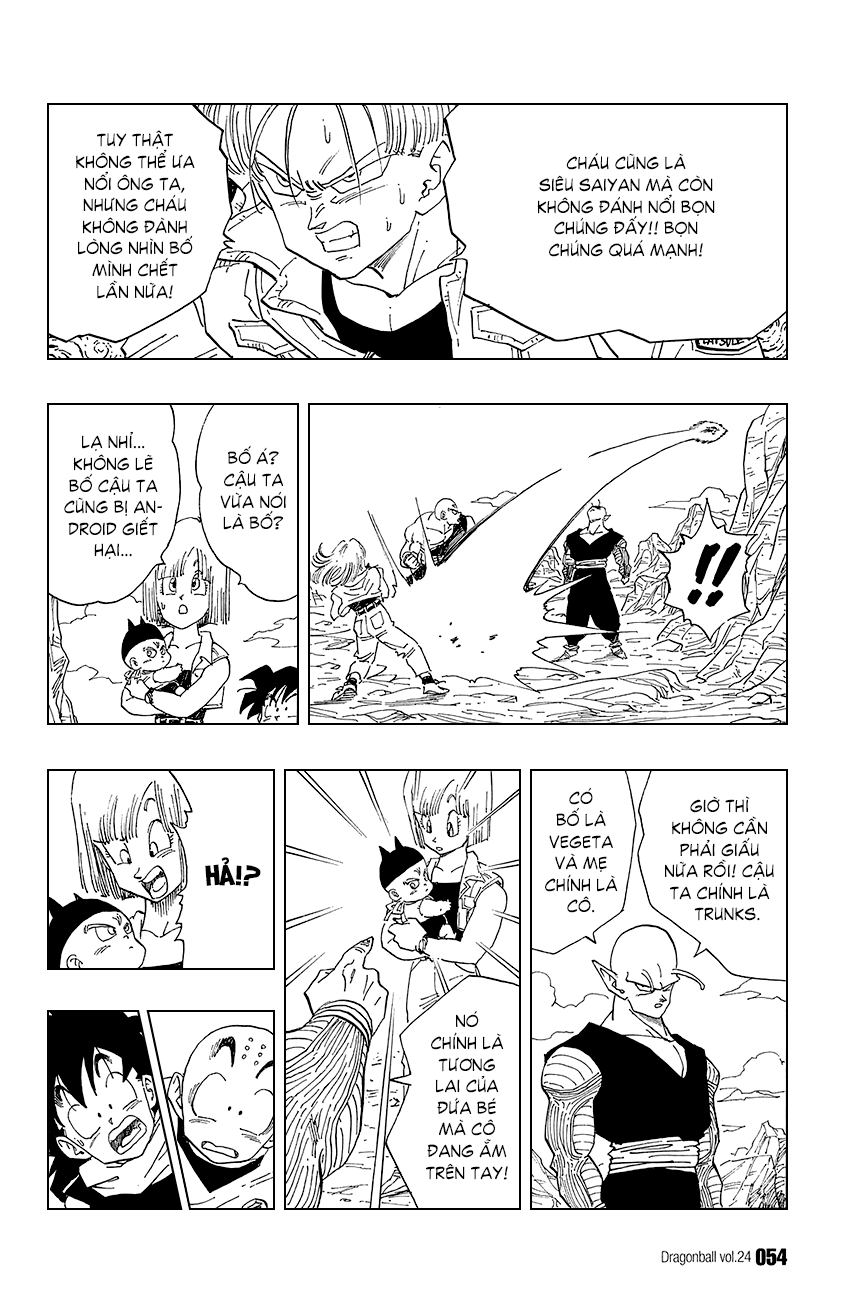 CHÁU CŨNG LÀ
SIÊU SAIYAN MÀ CÒN
KHÔNG ĐÁNH NỔI BỌN
CHÚNG ĐẤY!! BỌN
CHÚNG QUÁ MẠNH!
TUY THẬT
KHÔNG THỂ ƯA
NỔI ÔNG TA,
NHƯNG CHÁU
KHÔNG ĐÀNH
LÒNG NHÌN BỐ
MÌNH CHẾT
LẦN NỮA!
!!
BỐ Á?
CẬU TA
VỪA NÓI
LÀ BỐ?
LẠ NHỈ...
KHÔNG LẼ
BỐ CẬU TA
CŨNG BỊ AN-
DROID GIẾT
HẠI...
GIỜ THÌ
KHÔNG CẦN
PHẢI GIẤU
NỮA RỒI! CẬU
TA CHÍNH LÀ
TRUNKS.
CÓ
BỐ LÀ
VEGETA
VÀ MẸ
CHÍNH LÀ
CÔ.
NÓ
CHÍNH LÀ
TƯƠNG
LAI CỦA
ĐỨA BÉ
MÀ CÔ
ĐANG ẴM
TRÊN TAY!
HẢ!?
Dragonball vol.24 054